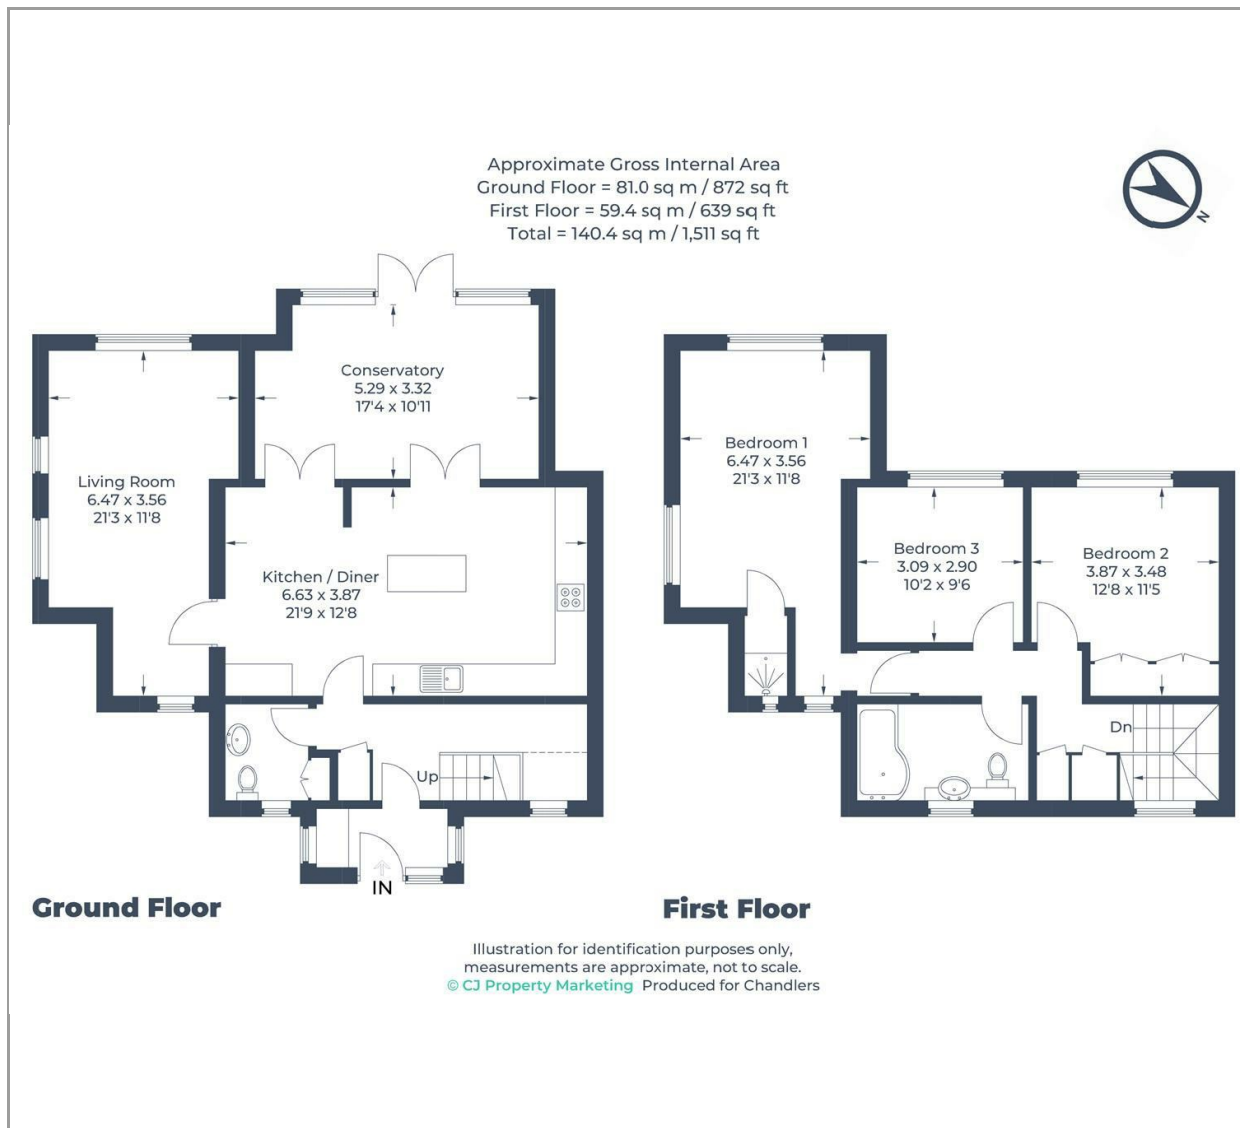 Approximate Gross Internal Area
Ground Floor = 81.0 sq m / 872 sq ft
First Floor = 59.4 sq m / 639 sq ft
Total = 140.4 sq m / 1,511 sq ft
N
Conservatory
5.29 x 3.32
17'4 x 10'11
Living Room
6.47 x 3.56
21'3 x 11'8
Kitchen / Diner
6.63 x 3.87
21'9 x 12'8
Up
IN
Ground Floor
Bedroom 1
6.47 x 3.56
21'3 x 11'8
Bedroom 3
3.09 x 2.90
10'2 x 9'6
Bedroom 2
3.87 x 3.48
12'8 x 11'5
Dn
First Floor
Illustration for identification purposes only,
measurements are approximate, not to scale.
© CJ Property Marketing Produced for Chandlers